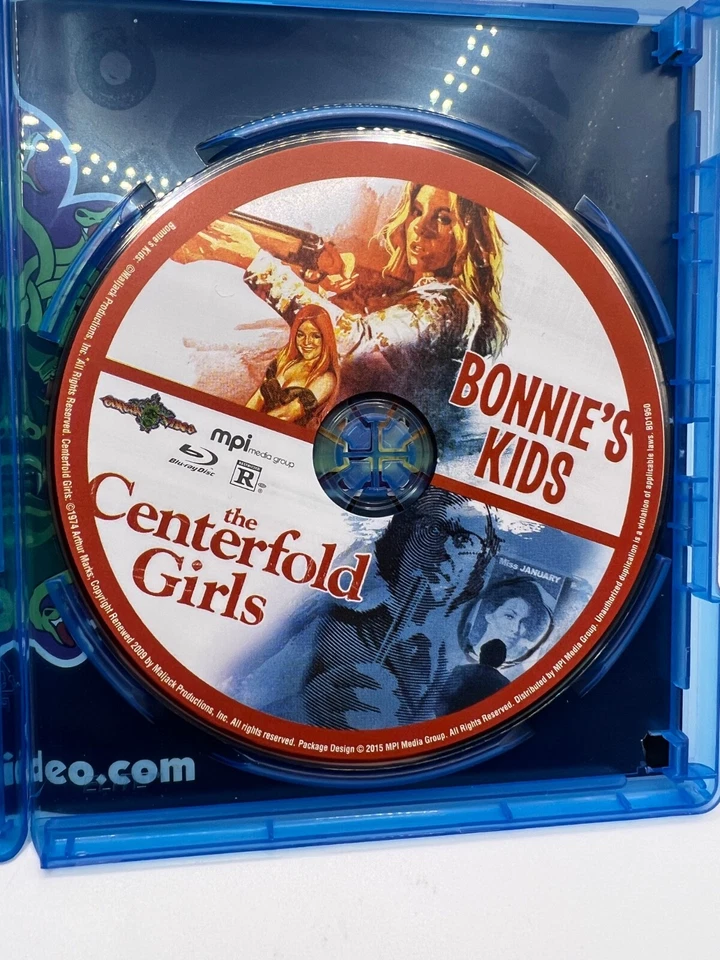 BONNIE'S
KIDS
GORGON VIDEO
mpi media group
Blu-ray Disc
RESTRICTED
R
®
the
Centerfold
Girls
Miss JANUARY
Bonnie's Kids: ©Maljack Productions, Inc. All Rights Reserved. Centerfold Girls: ©1974 Arthur Marks; Copyright Renewed 2009 by Maljack Productions, Inc. All rights reserved. Package Design © 2015 MPI Media Group. All Rights Reserved. Distributed by MPI Media Group. Unauthorized duplication is a violation of applicable laws. BD1950
ideo.com